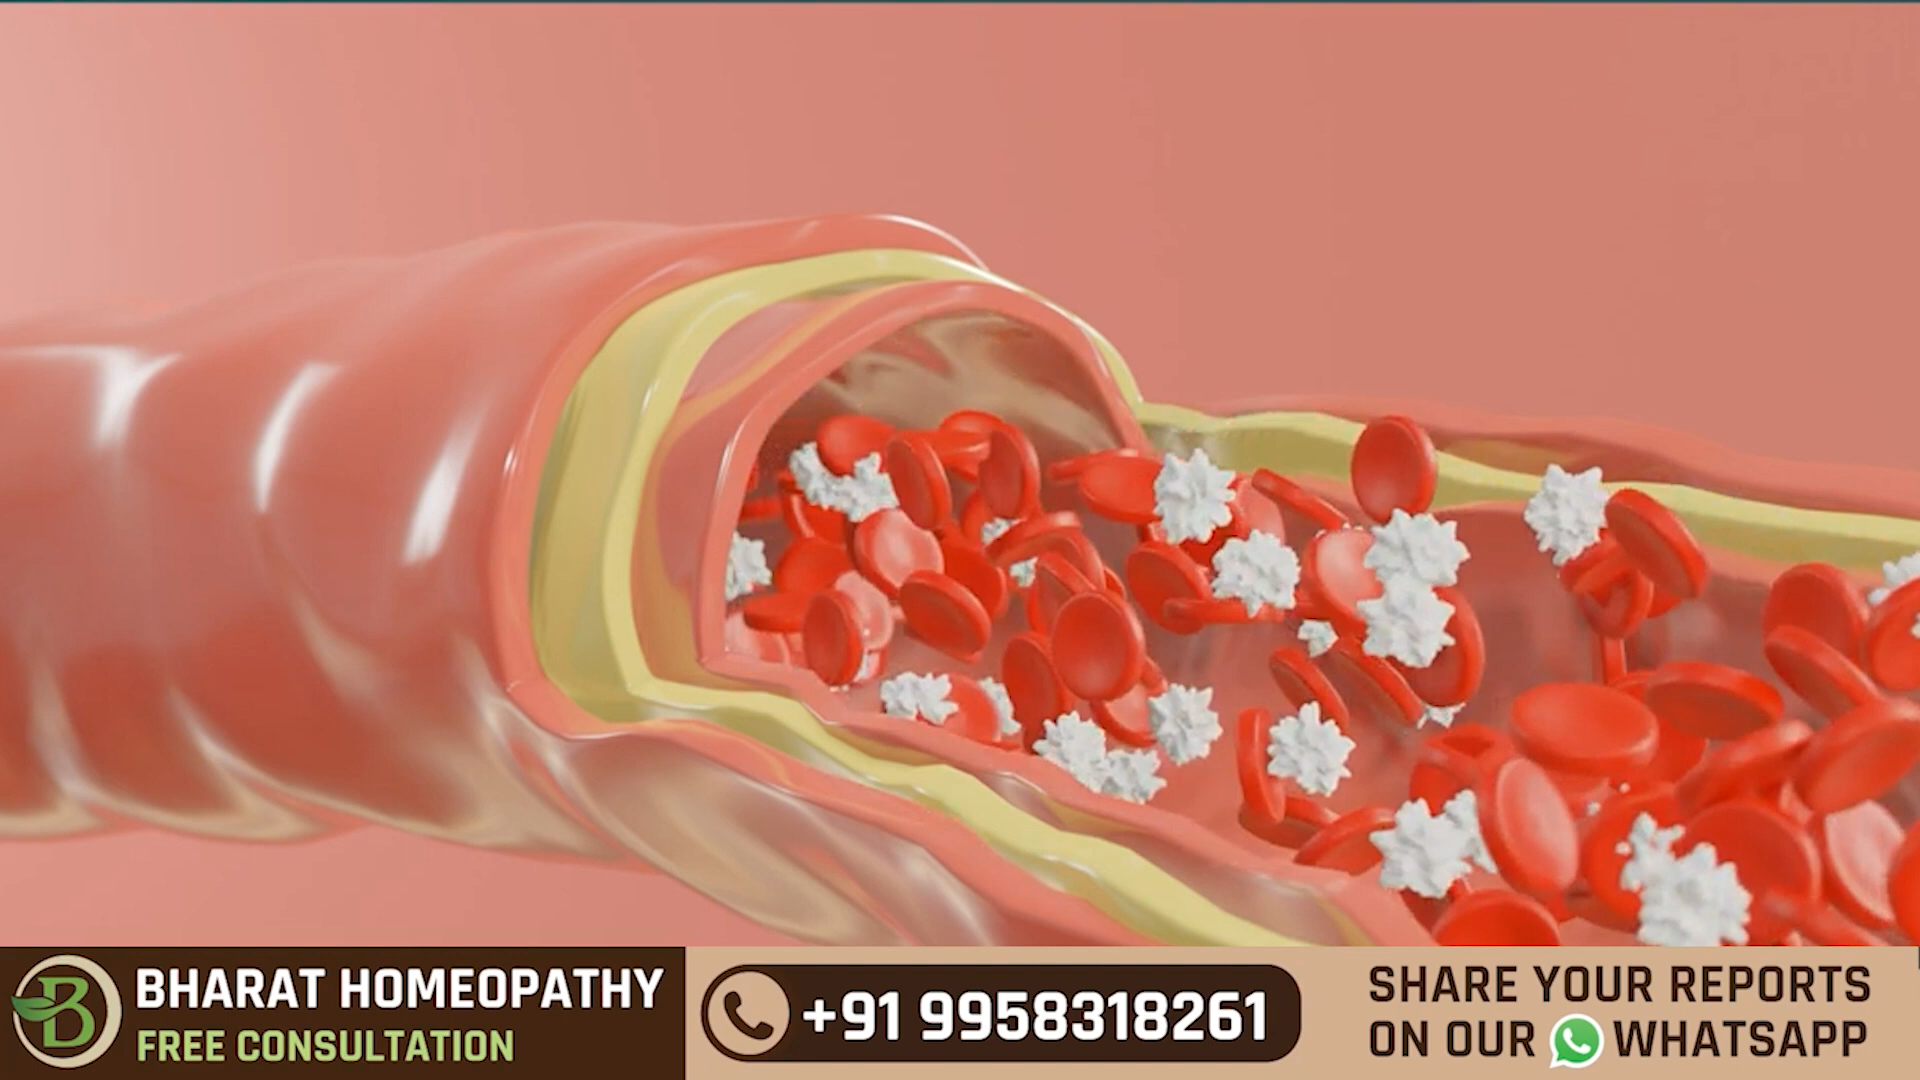 BHARAT HOMEOPATHY
FREE CONSULTATION
+91 9958318261
SHARE YOUR REPORTS
ON OUR WHATSAPP